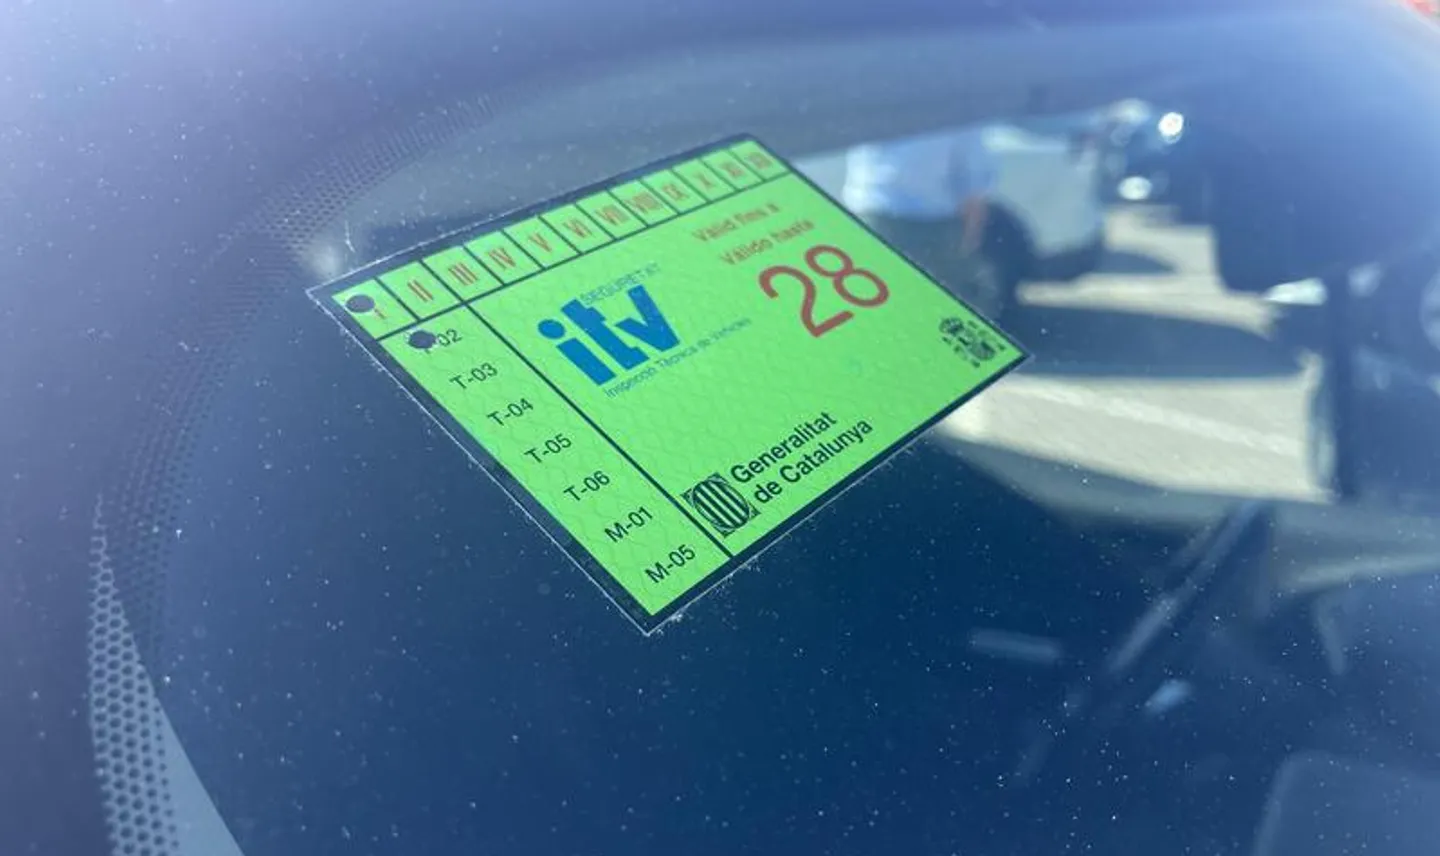 I II III IV V VI VII VIII IX X XI XII
Vàlid fins a
Válido hasta
28
SEGURETAT
itv
Inspecció Tècnica de Vehicles
T-02
T-03
T-04
T-05
T-06
M-01
M-05
Generalitat
de Catalunya